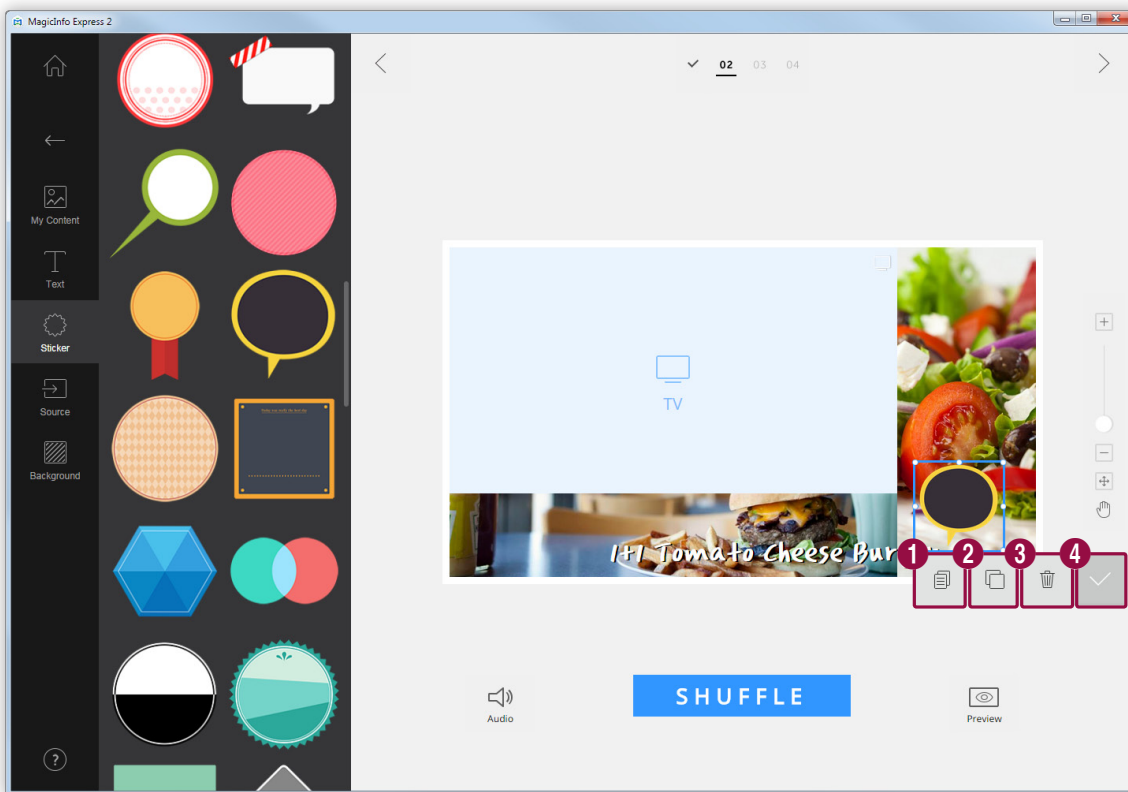 MagicInfo Express 2
02 03 04
My Content
Text
Sticker
Source
Background
TV
1+1 Tomato Cheese Bur
1 2 3 4
SHUFFLE
Audio
Preview
?